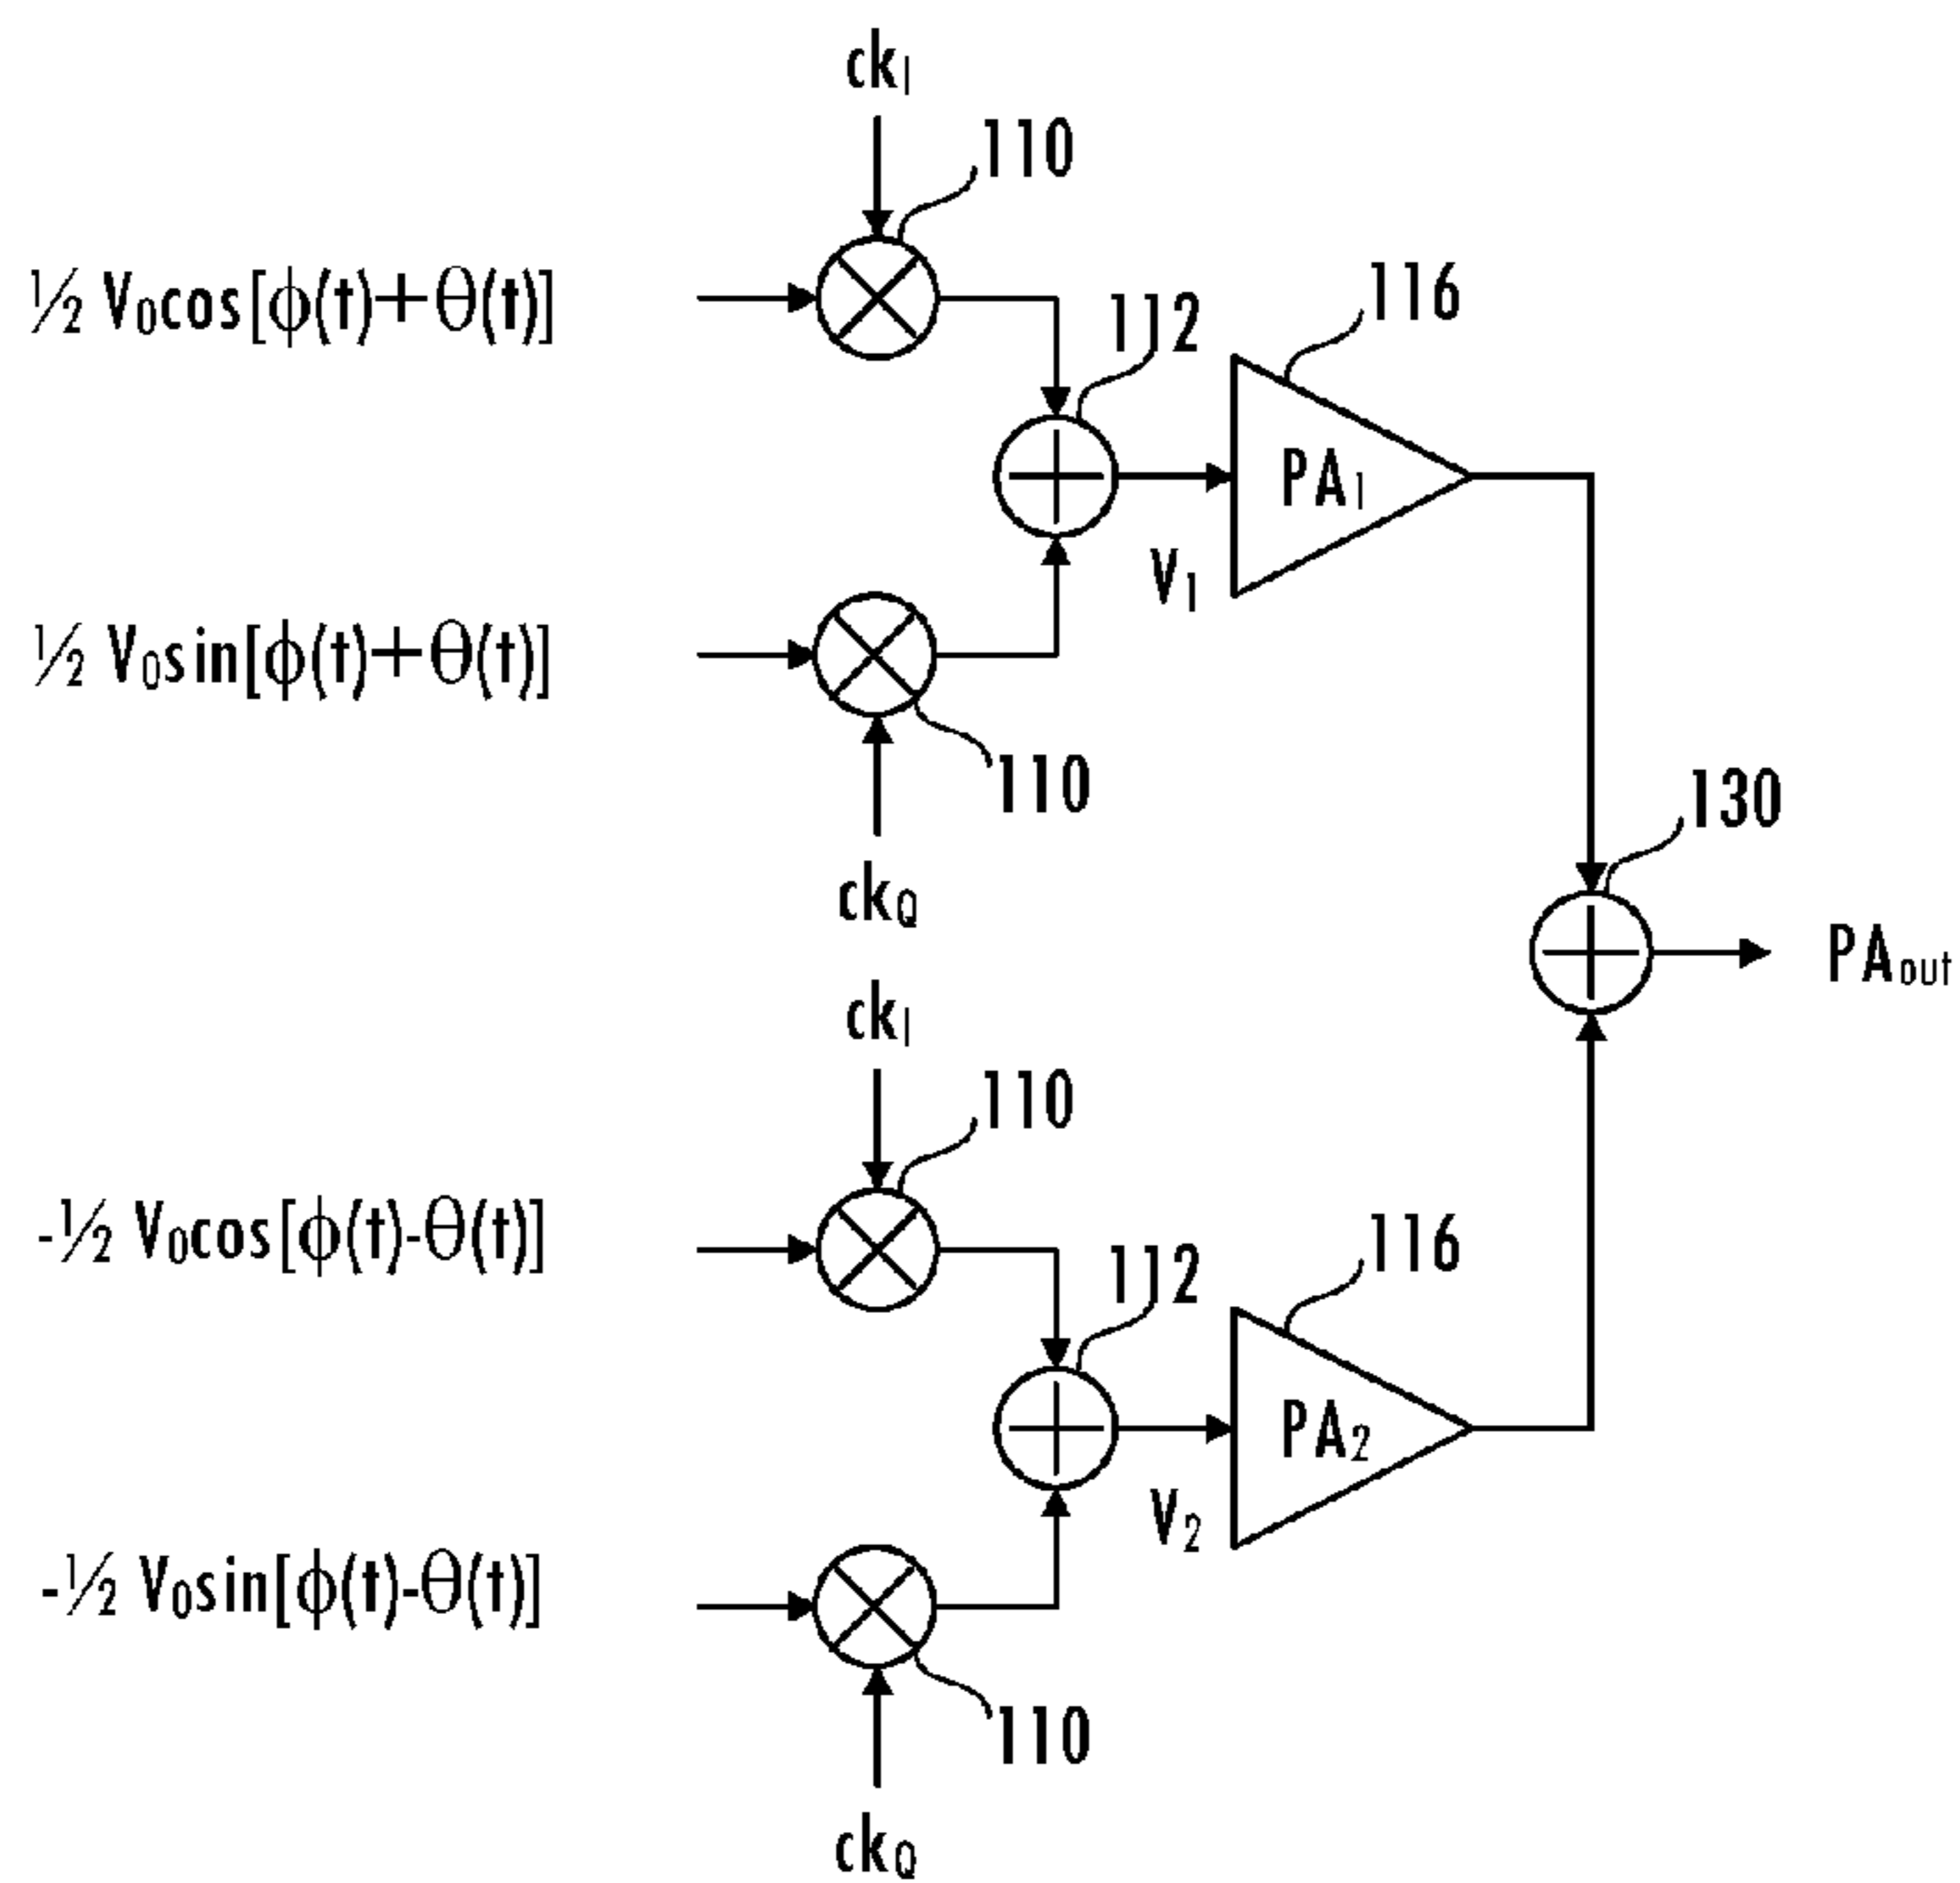 ck_I
110
½ V₀cos[ϕ(t)+θ(t)]
116
112
PA₁
V₁
½ V₀sin[ϕ(t)+θ(t)]
110
130
ck_Q
PA_out
ck_I
110
-½ V₀cos[ϕ(t)-θ(t)]
116
112
PA₂
V₂
-½ V₀sin[ϕ(t)-θ(t)]
110
ck_Q